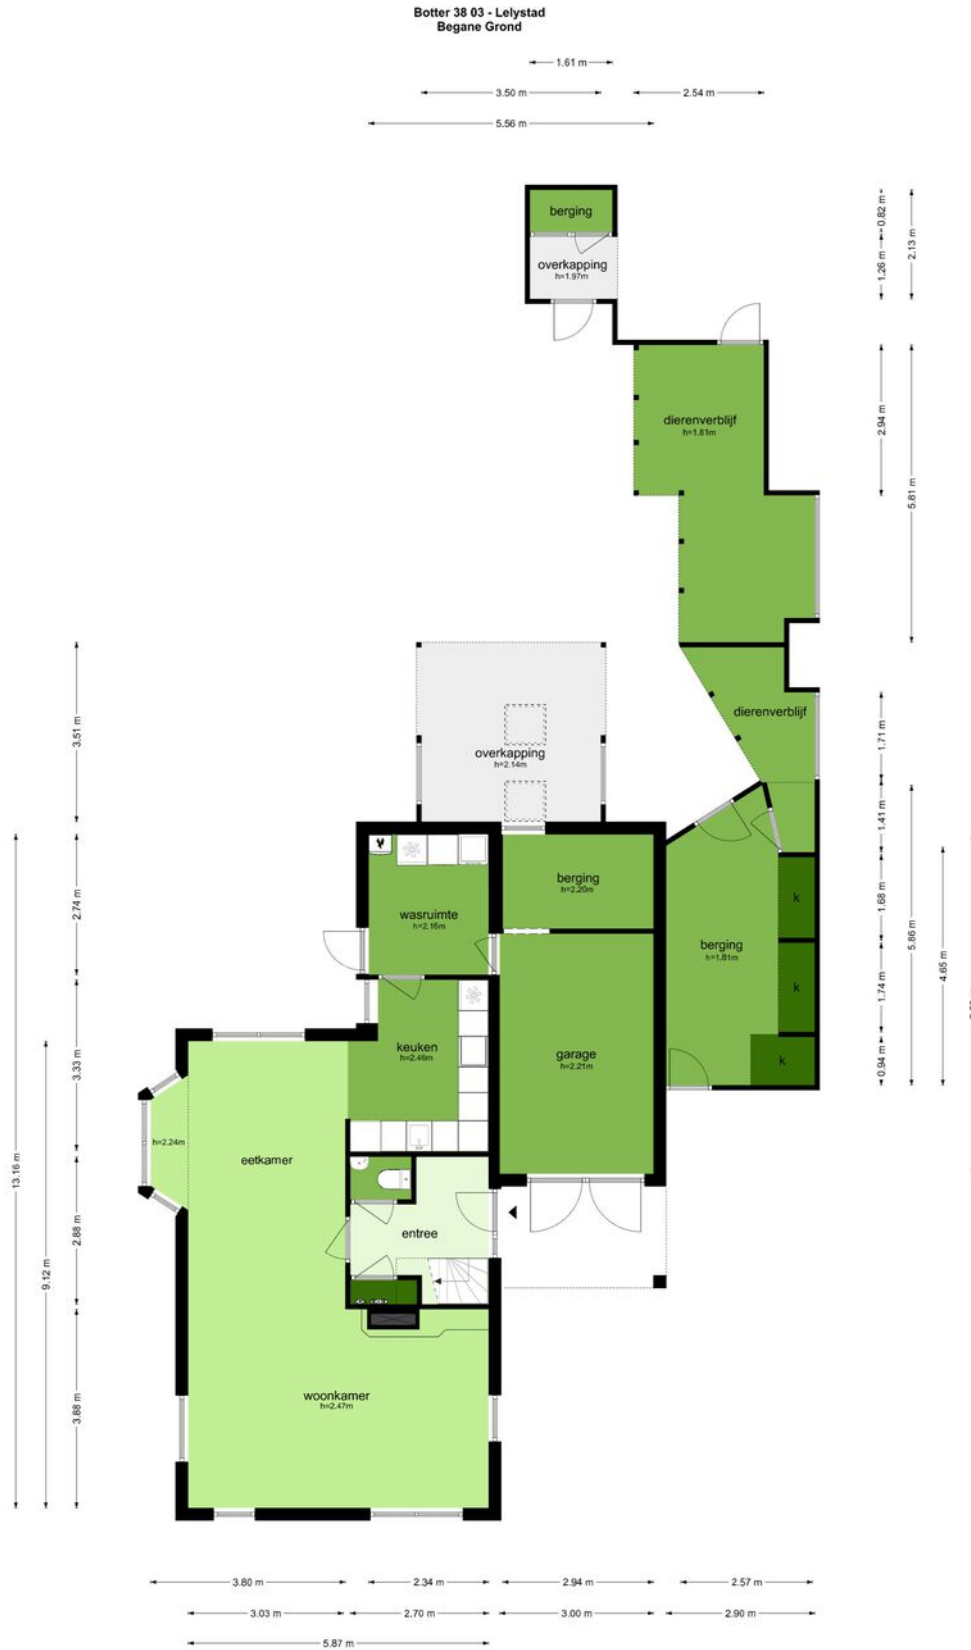 Botter 38 03 - Lelystad
Begane Grond
1.61 m
3.50 m
2.54 m
5.56 m
berging
overkapping
h=1.97m
0.82 m
1.26 m
2.13 m
dierenverblijf
h=1.81m
2.94 m
5.81 m
dierenverblijf
overkapping
h=2.14m
3.51 m
1.71 m
1.41 m
berging
h=2.20m
wasruimte
h=2.16m
berging
h=1.81m
k
k
k
1.68 m
1.74 m
0.94 m
5.86 m
4.65 m
2.74 m
keuken
h=2.46m
garage
h=2.21m
3.33 m
h=2.24m
eetkamer
entree
13.16 m
9.12 m
2.88 m
woonkamer
h=2.47m
3.88 m
3.80 m
2.34 m
2.94 m
2.57 m
3.03 m
2.70 m
3.00 m
2.90 m
5.87 m